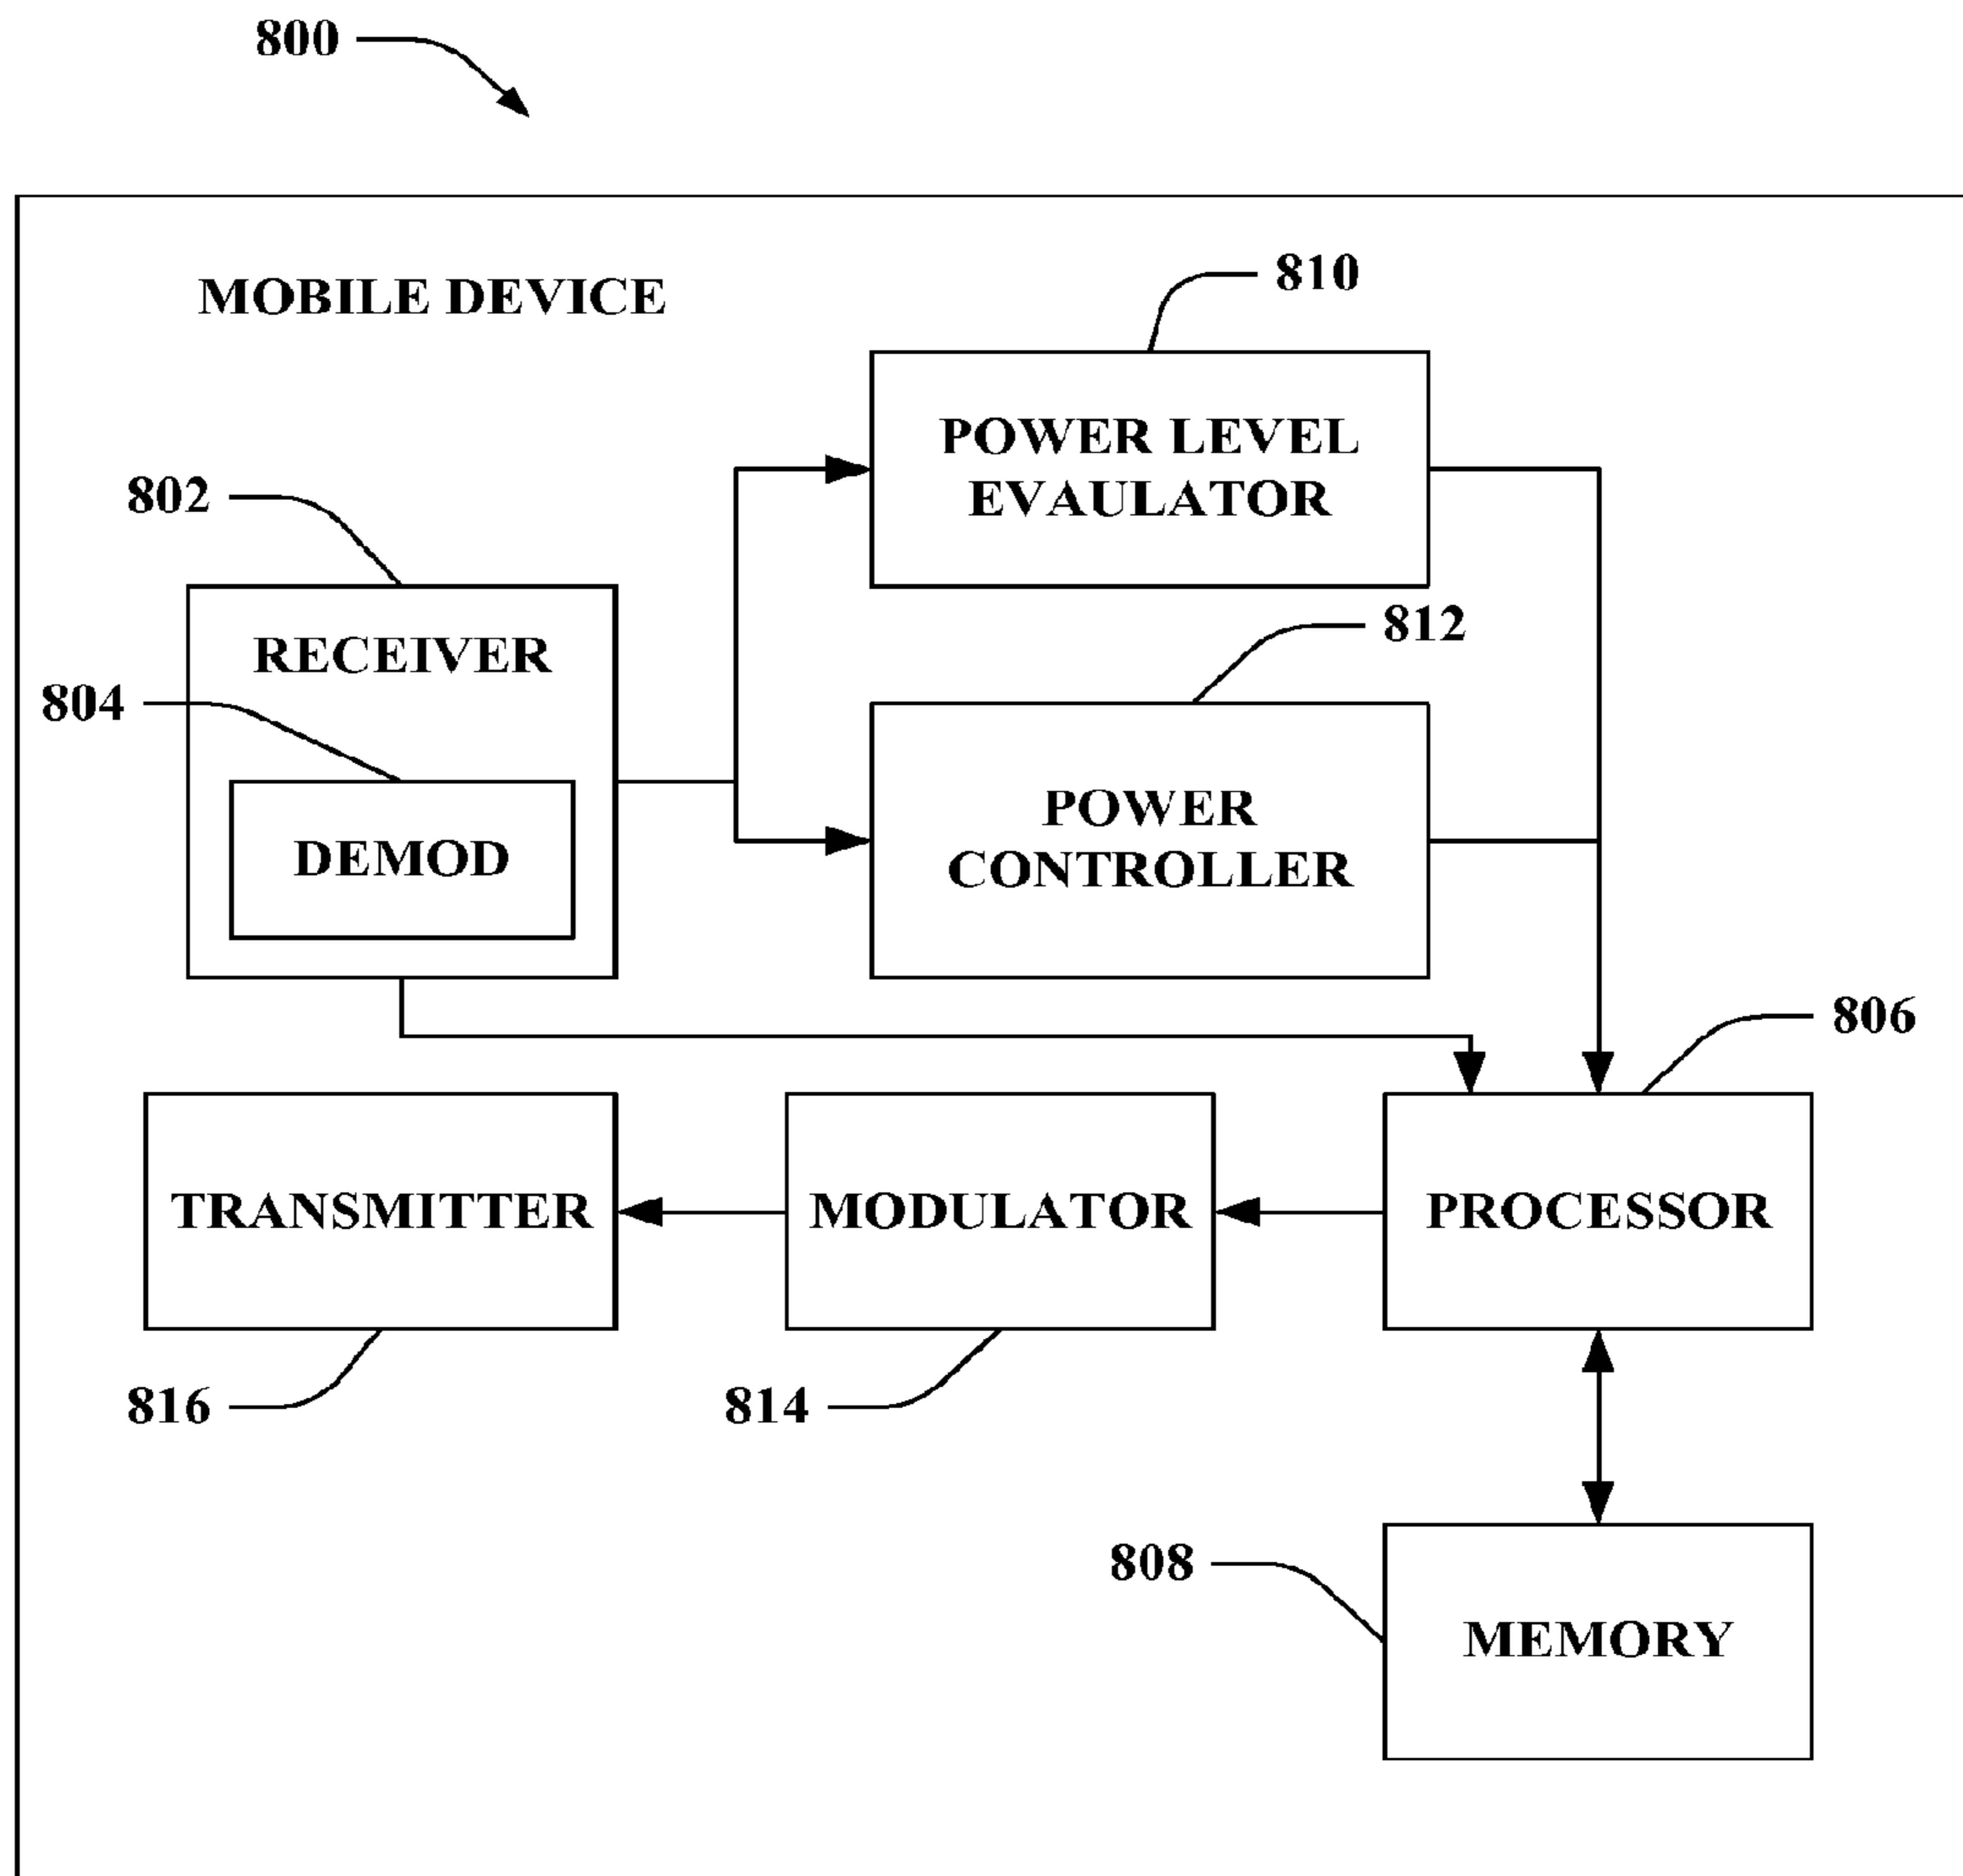 800
MOBILE DEVICE
810
POWER LEVEL
EVAULATOR
802
812
RECEIVER
804
DEMOD
POWER
CONTROLLER
806
TRANSMITTER
MODULATOR
PROCESSOR
816
814
808
MEMORY